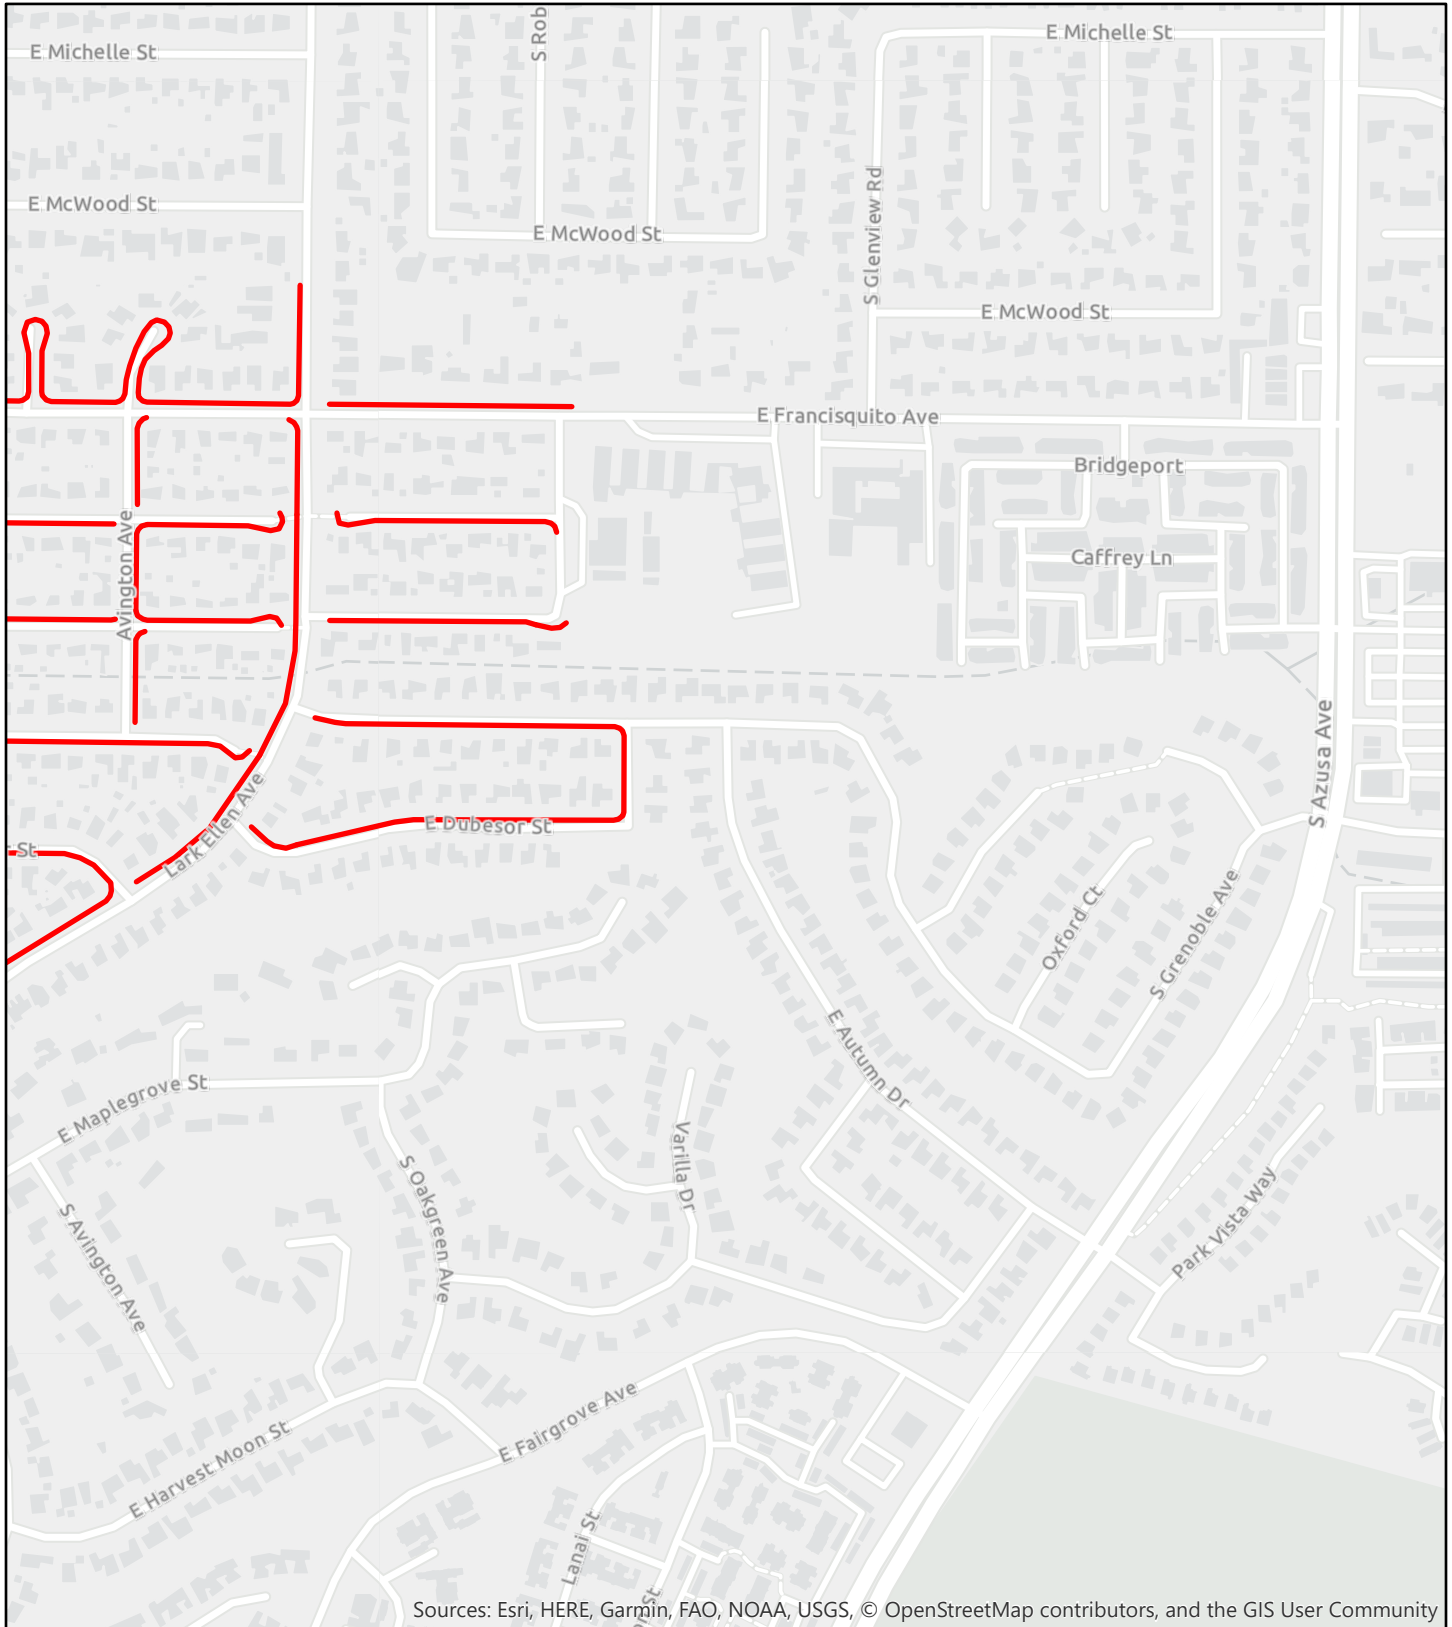 E Michelle St
S Rob
E Michelle St
E McWood St
E McWood St
S Glenview Rd
E McWood St
E Francisquito Ave
Bridgeport
Avington Ave
Caffrey Ln
S Azusa Ave
Lark Ellen Ave
E Dubesor St
St
Oxford Ct
S Grenoble Ave
E Autumn Dr
E Maplegrove St
Varilla Dr
S Oakgreen Ave
S Avington Ave
Park Vista Way
E Fairgrove Ave
E Harvest Moon St
Lanai St
St
Sources: Esri, HERE, Garmin, FAO, NOAA, USGS, © OpenStreetMap contributors, and the GIS User Community